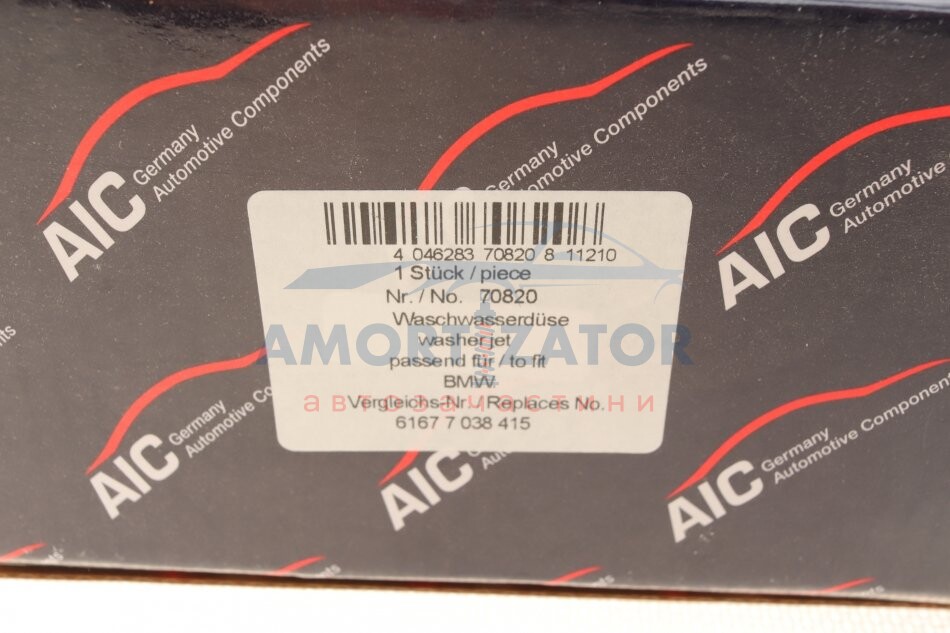 AIC Germany
Automotive Components
AIC Germany
Automotive Components
Germany
omotive Components
AIC Germany
Automotive
4 046283 70820 8 11210
1 Stück / piece
Nr. / No. 70820
Waschwasserdüse
washer jet
passend für / to fit
BMW
Vergleichs-Nr. / Replaces No.
6167 7 038 415
AMORTIZATOR
автозапчастини
AIC Germany
Automotive Components
AIC
AIC Germany
Automotive Components